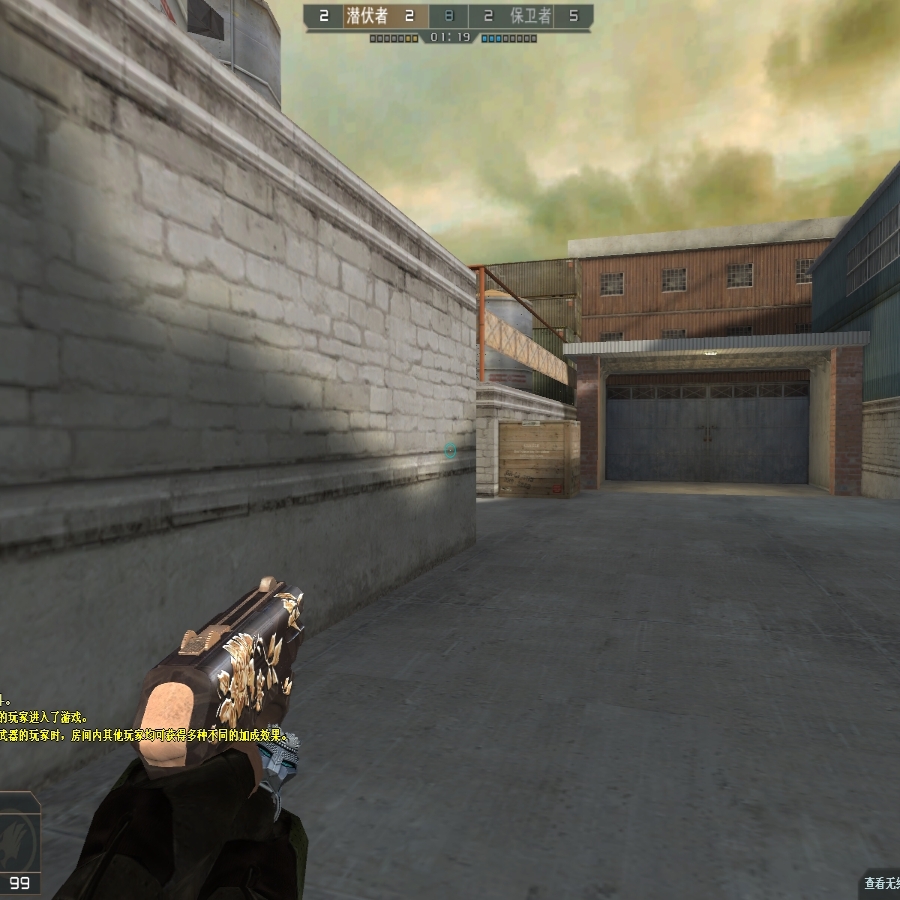 2 潜伏者 2 8 2 保卫者 5
01:19
斗。
的玩家进入了游戏。
武器的玩家时，房间内其他玩家均可获得多种不同的加成效果。
99
查看无